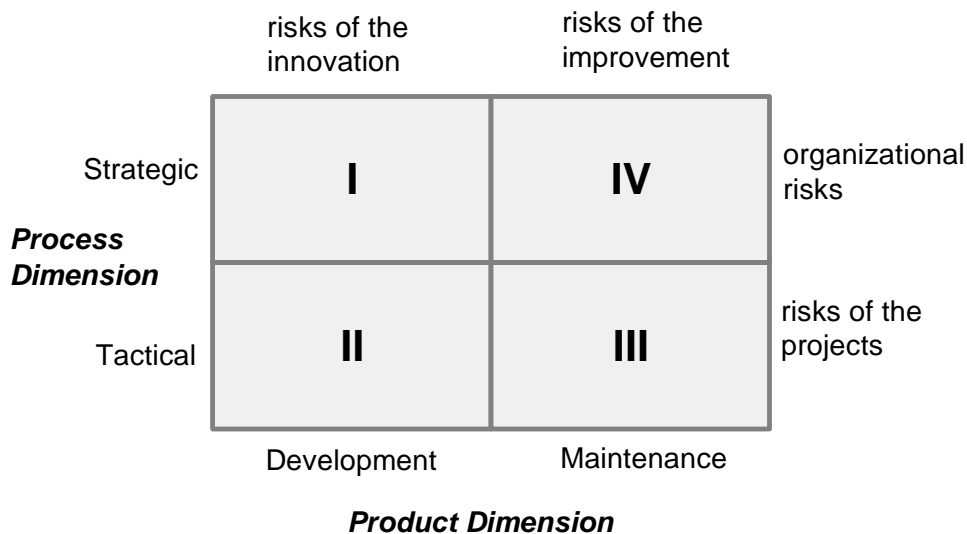 risks of the
innovation
risks of the
improvement
Strategic
I
IV
organizational
risks
Process
Dimension
Tactical
II
III
risks of the
projects
Development
Maintenance
Product Dimension